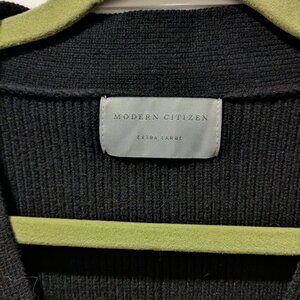 MODERN CITIZEN
EXTRA LARGE